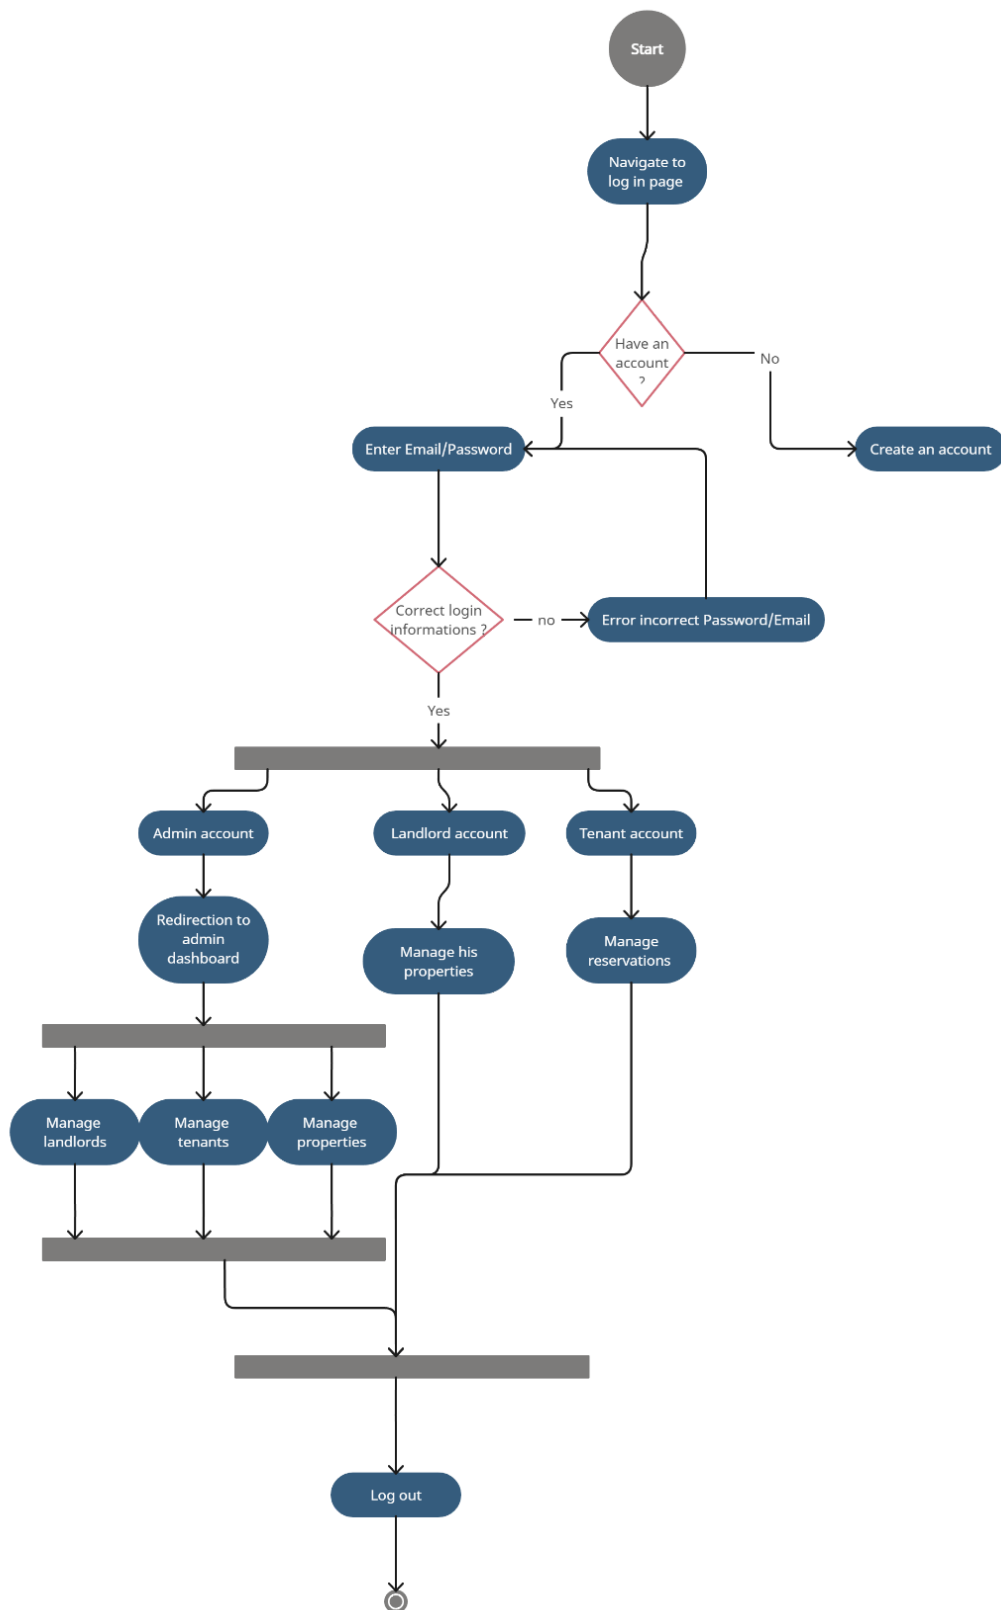 Start
Navigate to
log in page
Have an
account
?
No
Yes
Enter Email/Password
Create an account
Correct login
informations ?
no
Error incorrect Password/Email
Yes
Admin account
Landlord account
Tenant account
Redirection to
admin
dashboard
Manage his
properties
Manage
reservations
Manage
landlords
Manage
tenants
Manage
properties
Log out